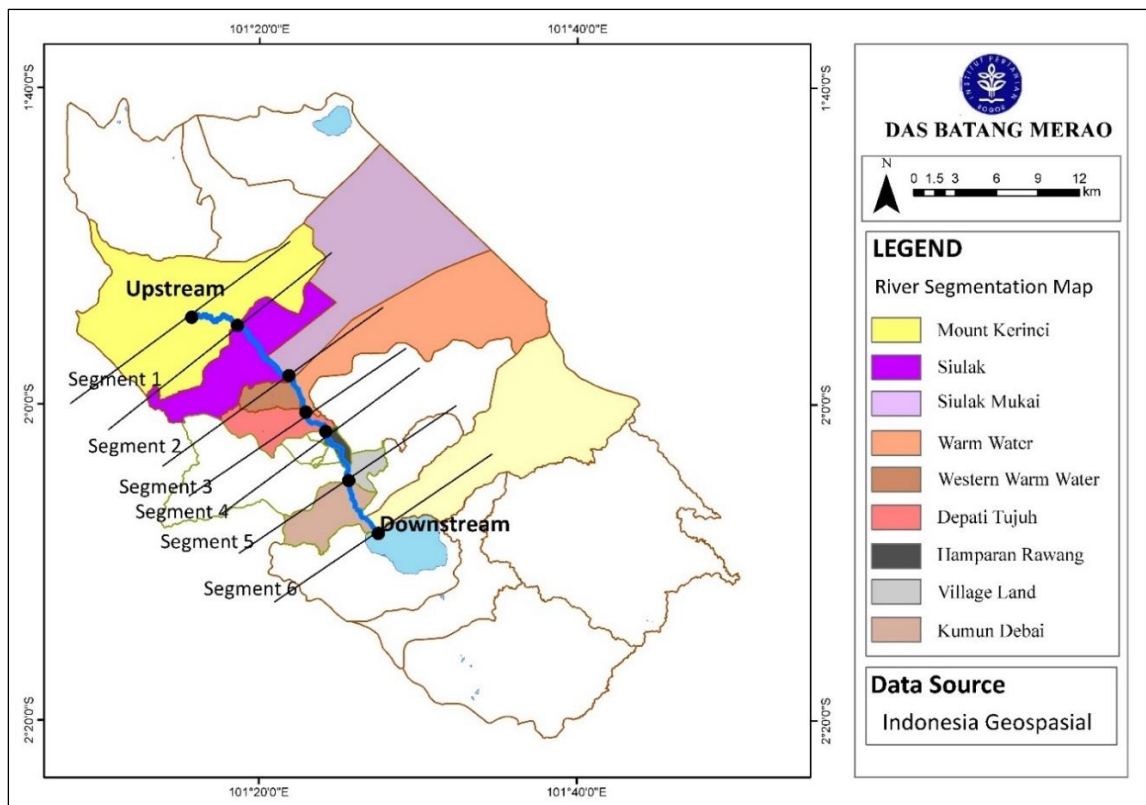 101°20'0"E
101°40'0"E
1°40'0"S
1°40'0"S
2°0'0"S
2°0'0"S
2°20'0"S
2°20'0"S
101°20'0"E
101°40'0"E
Upstream
Segment 1
Segment 2
Segment 3
Segment 4
Segment 5
Segment 6
Downstream
INSTITUT PERTANIAN
BOGOR
DAS BATANG MERAO
N
0 1.5 3 6 9 12
km
LEGEND
River Segmentation Map
Mount Kerinci
Siulak
Siulak Mukai
Warm Water
Western Warm Water
Depati Tujuh
Hamparan Rawang
Village Land
Kumun Debai
Data Source
Indonesia Geospasial